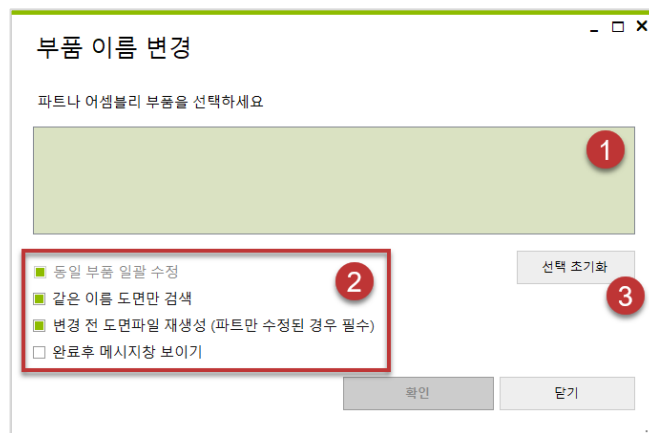 부품 이름 변경
파트나 어셈블리 부품을 선택하세요
1
동일 부품 일괄 수정
2
선택 초기화
같은 이름 도면만 검색
3
변경 전 도면파일 재생성 (파트만 수정된 경우 필수)
완료후 메시지창 보이기
확인
닫기